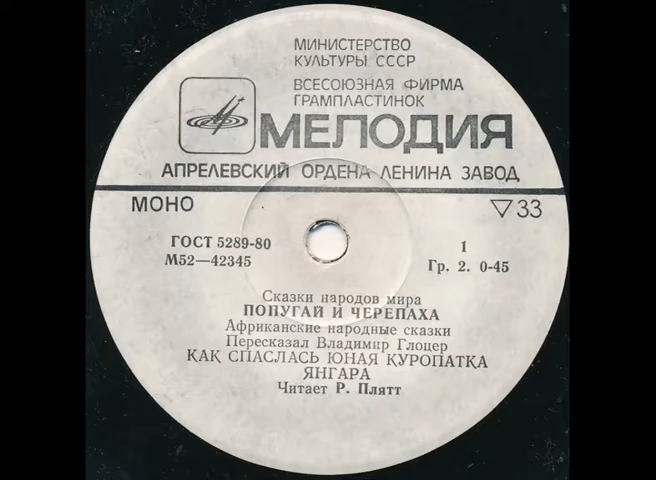 МИНИСТЕРСТВО
КУЛЬТУРЫ СССР
ВСЕСОЮЗНАЯ ФИРМА
ГРАМПЛАСТИНОК
МЕЛОДИЯ
АПРЕЛЕВСКИЙ ОРДЕНА ЛЕНИНА ЗАВОД
МОНО
▽33
ГОСТ 5289-80
М52—42345
1
Гр. 2. 0-45
Сказки народов мира
ПОПУГАЙ И ЧЕРЕПАХА
Африканские народные сказки
Пересказал Владимир Глоцер
КАК СПАСЛАСЬ ЮНАЯ КУРОПАТКА
ЯНГАРА
Читает Р. Плятт